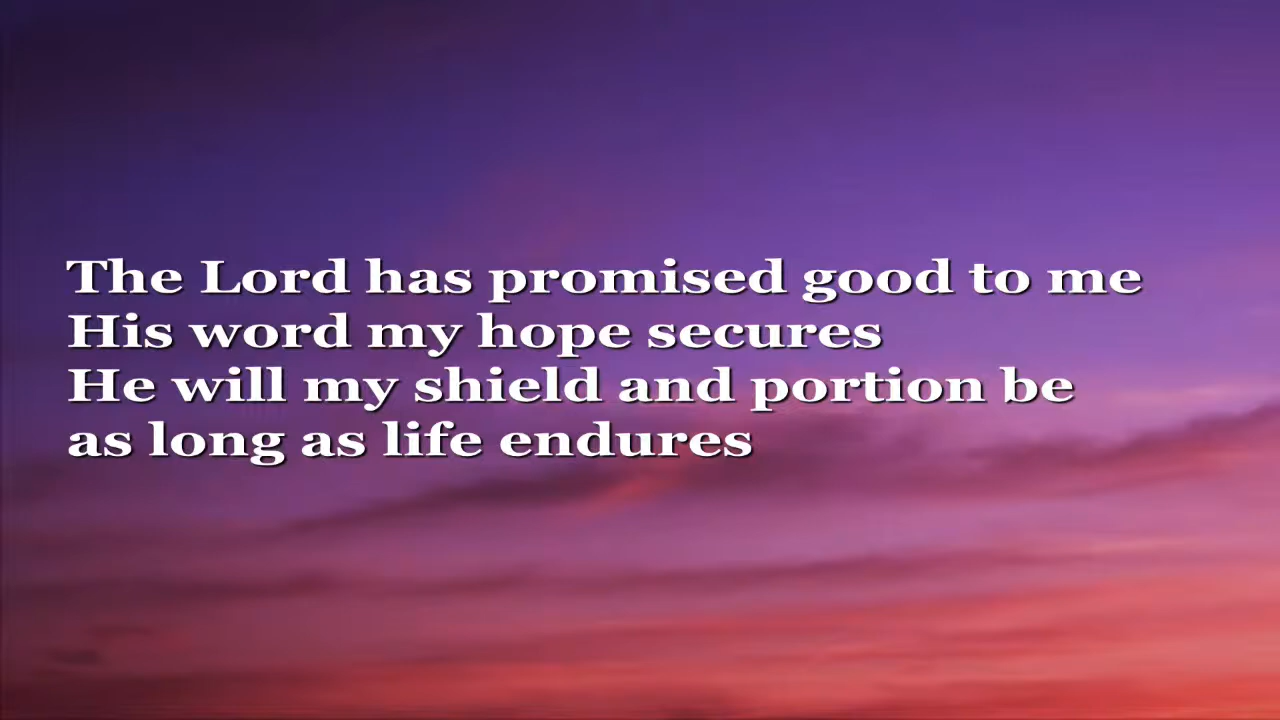 The Lord has promised good to me
His word my hope secures
He will my shield and portion be
as long as life endures